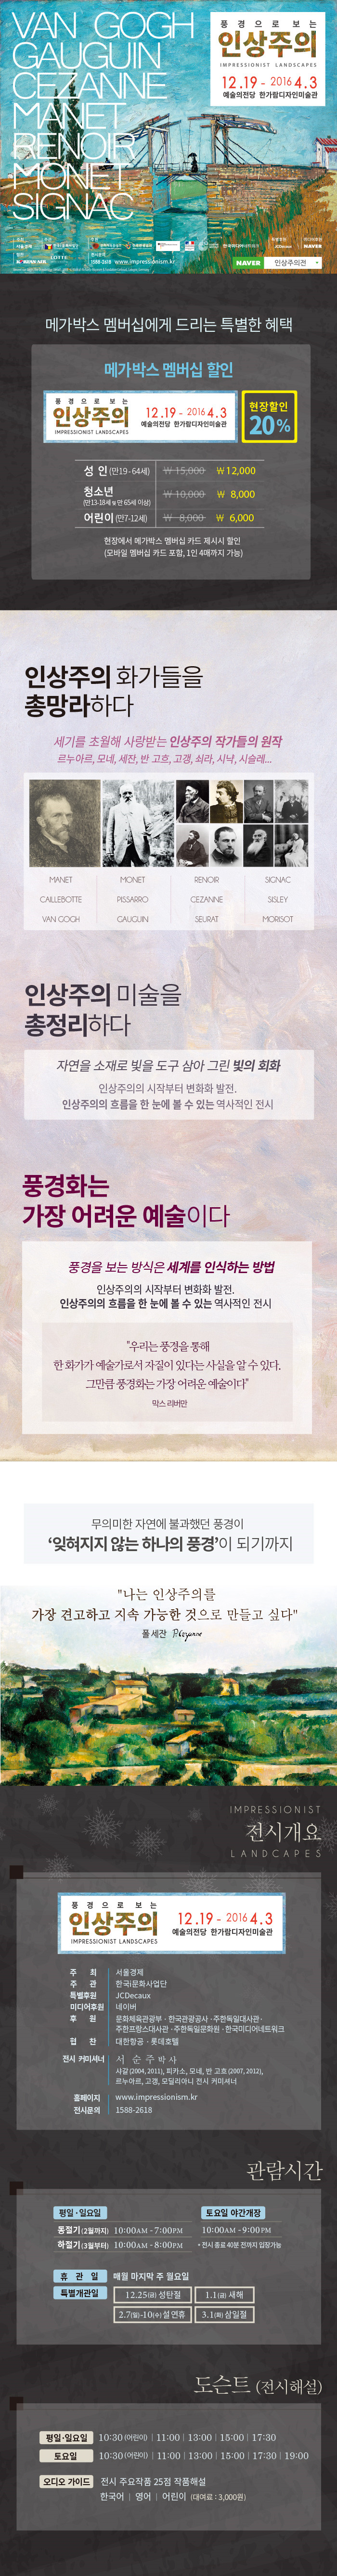 VAN GOGH
GAUGUIN
CEZANNE
MANET
RENOIR
MONET
SIGNAC
풍경으로 보는
인상주의
IMPRESSIONIST LANDSCAPES
12.19 - 2016 4.3
예술의전당 한가람디자인미술관
www.impressionism.kr
NAVER 인상주의전
메가박스 멤버십에게 드리는 특별한 혜택
메가박스 멤버십 할인
풍경으로 보는
인상주의
IMPRESSIONIST LANDSCAPES
12.19 - 2016 4.3
예술의전당 한가람디자인미술관
현장할인
20%
성 인 (만19-64세) ₩ 15,000 ₩ 12,000
청소년
(만13-18세 및 만 65세 이상) ₩ 10,000 ₩ 8,000
어린이 (만7-12세) ₩ 8,000 ₩ 6,000
현장에서 메가박스 멤버십 카드 제시시 할인
(모바일 멤버십 카드 포함, 1인 4매까지 가능)
인상주의 화가들을
총망라하다
세기를 초월해 사랑받는 인상주의 작가들의 원작
르누아르, 모네, 세잔, 반 고흐, 고갱, 쇠라, 시냑, 시슬레...
MANET MONET RENOIR SIGNAC
CAILLEBOTTE PISSARRO CEZANNE SISLEY
VAN GOGH GAUGUIN SEURAT MORISOT
인상주의 미술을
총정리하다
자연을 소재로 빛을 도구 삼아 그린 빛의 회화
인상주의의 시작부터 변화화 발전.
인상주의의 흐름을 한 눈에 볼 수 있는 역사적인 전시
풍경화는
가장 어려운 예술이다
풍경을 보는 방식은 세계를 인식하는 방법
인상주의의 시작부터 변화화 발전.
인상주의의 흐름을 한 눈에 볼 수 있는 역사적인 전시
"우리는 풍경을 통해
한 화가가 예술가로서 자질이 있다는 사실을 알 수 있다.
그만큼 풍경화는 가장 어려운 예술이다"
막스 리버만
무의미한 자연에 불과했던 풍경이
‘잊혀지지 않는 하나의 풍경’이 되기까지
"나는 인상주의를
가장 견고하고 지속 가능한 것으로 만들고 싶다"
폴 세잔 P. Cézanne
IMPRESSIONIST
전시개요
LANDSCAPES
풍경으로 보는
인상주의
IMPRESSIONIST LANDSCAPES
12.19 - 2016 4.3
예술의전당 한가람디자인미술관
주 최 서울경제
주 관 한국i문화사업단
특별후원 JCDecaux
미디어후원 네이버
후 원 문화체육관광부 · 한국관광공사 · 주한독일대사관 ·
주한프랑스대사관 · 주한독일문화원 · 한국미디어네트워크
협 찬 대한항공 · 롯데호텔
전시 커미셔너 서 순 주 박 사
샤갈 (2004, 2011), 피카소, 모네, 반 고흐 (2007, 2012),
르누아르, 고갱, 모딜리아니 전시 커미셔너
홈페이지 www.impressionism.kr
전시문의 1588-2618
관람시간
평일 · 일요일 토요일 야간개장
동절기 (2월까지) 10:00AM - 7:00PM 10:00AM - 9:00PM
하절기 (3월부터) 10:00AM - 8:00PM * 전시 종료 40분 전까지 입장가능
휴 관 일 매월 마지막 주 월요일
특별개관일 12.25(금) 성탄절 1.1(금) 새해
2.7(일)-10(수) 설 연휴 3.1(화) 삼일절
도슨트 (전시해설)
평일·일요일 10:30 (어린이) | 11:00 | 13:00 | 15:00 | 17:30
토요일 10:30 (어린이) | 11:00 | 13:00 | 15:00 | 17:30 | 19:00
오디오 가이드 전시 주요작품 25점 작품해설
한국어 | 영어 | 어린이 (대여료 : 3,000원)